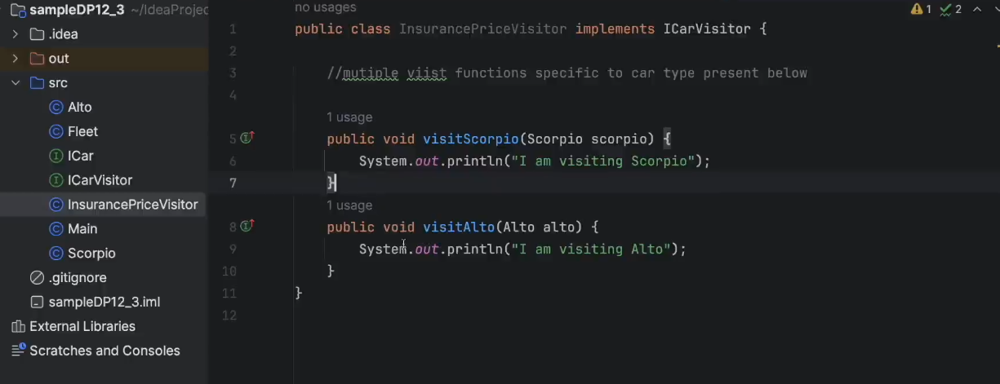 sampleDP12_3 ~/IdeaProjec
.idea
out
src
Alto
Fleet
ICar
ICarVisitor
InsurancePriceVisitor
Main
Scorpio
.gitignore
sampleDP12_3.iml
External Libraries
Scratches and Consoles
no usages
1 2
1 public class InsurancePriceVisitor implements ICarVisitor {
2
3 //mutiple viist functions specific to car type present below
4
1 usage
5 public void visitScorpio(Scorpio scorpio) {
6 System.out.println("I am visiting Scorpio");
7 }
1 usage
8 public void visitAlto(Alto alto) {
9 System.out.println("I am visiting Alto");
10 }
11 }
12